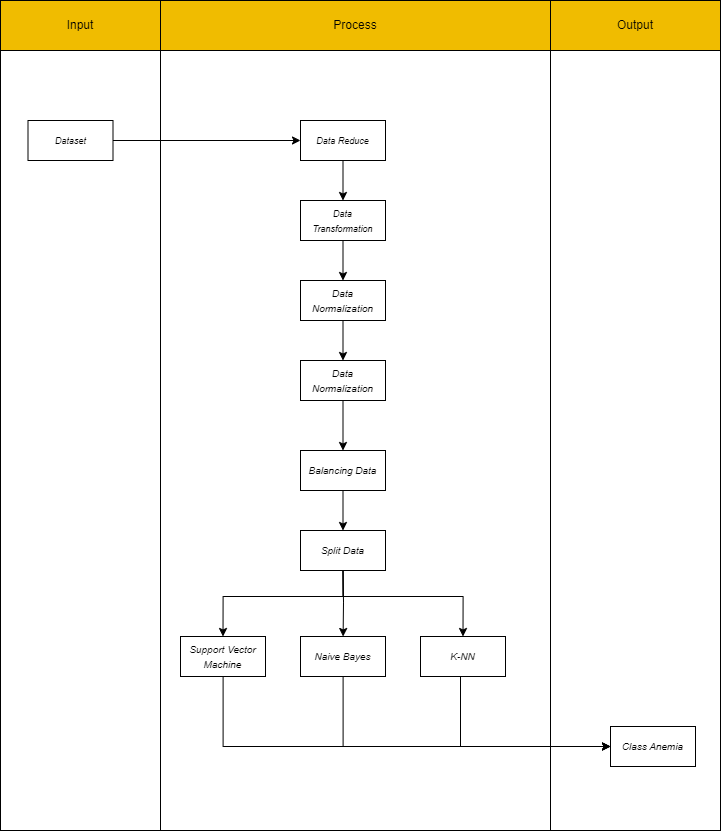 Input
Process
Output
Dataset
Data Reduce
Data
Transformation
Data
Normalization
Data
Normalization
Balancing Data
Split Data
Support Vector
Machine
Naive Bayes
K-NN
Class Anemia